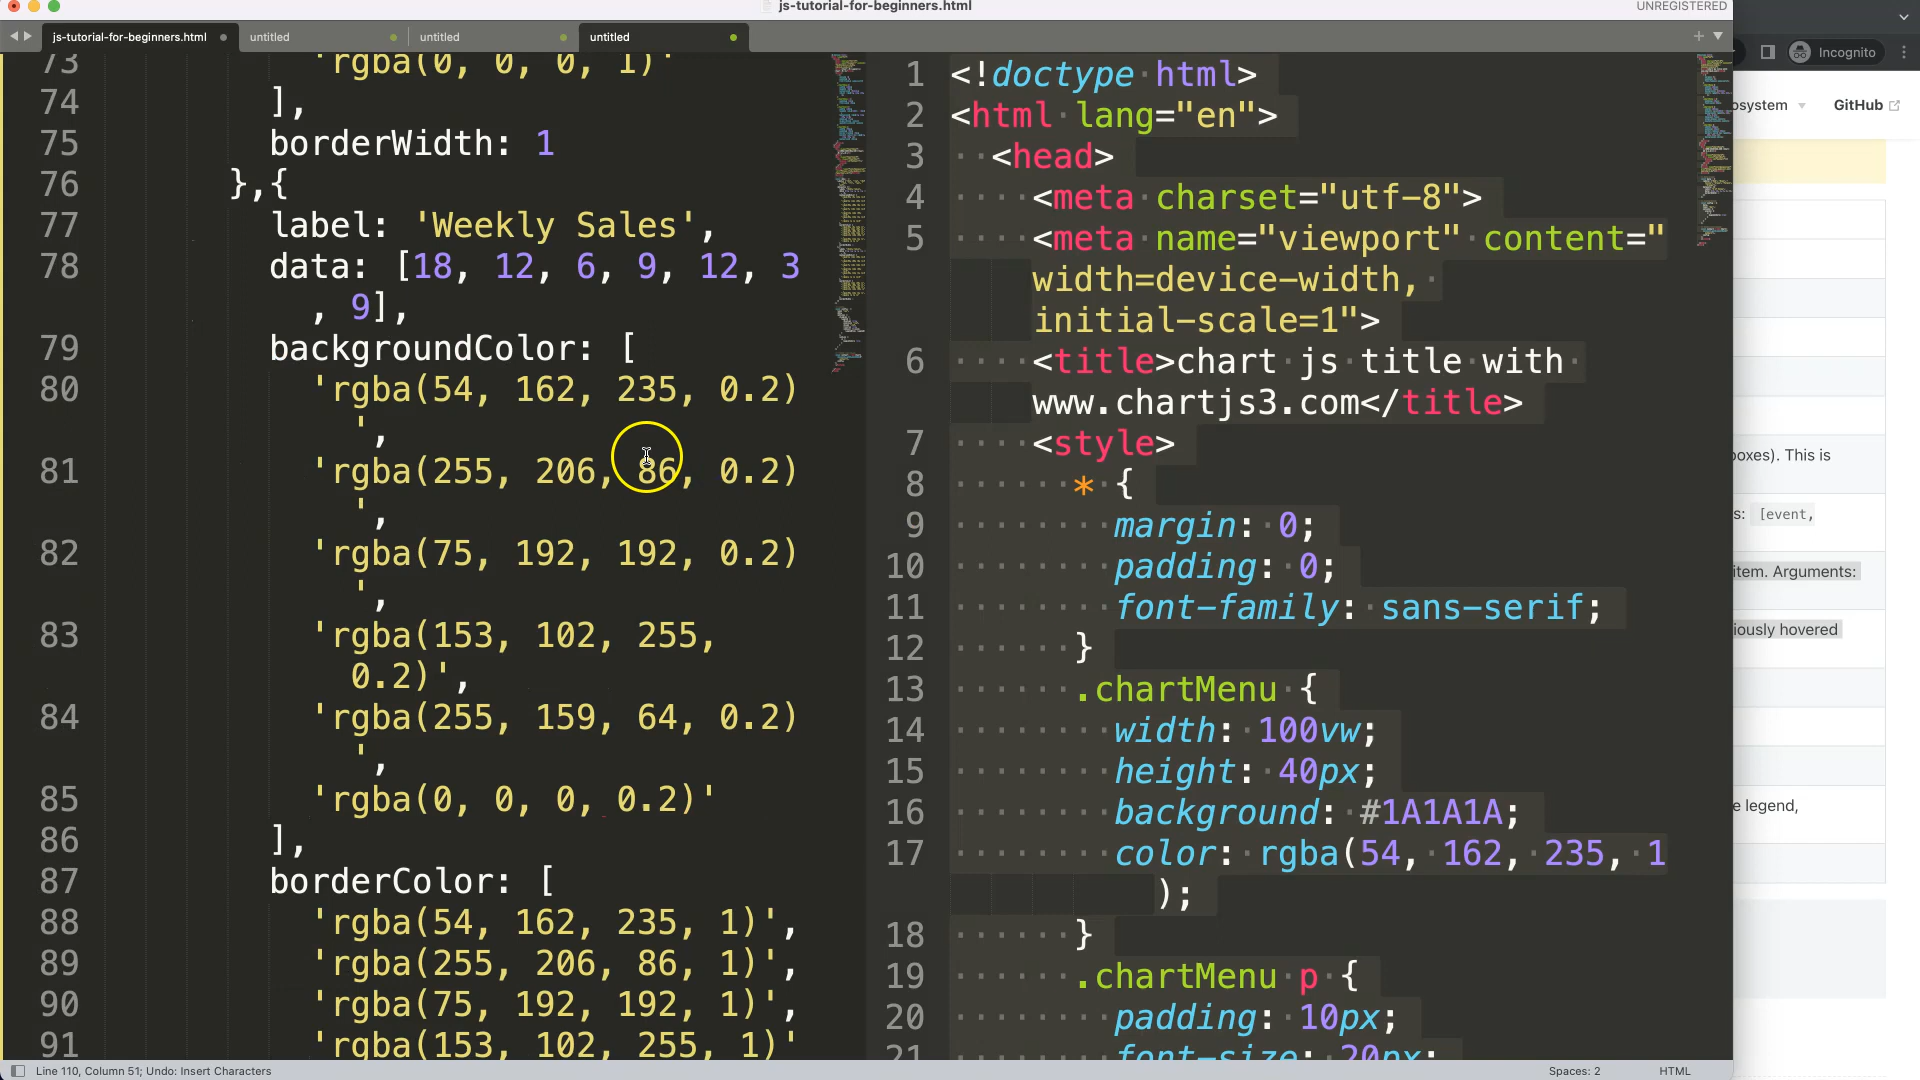 js-tutorial-for-beginners.html
UNREGISTERED
js-tutorial-for-beginners.html
untitled
untitled
untitled
Incognito
73 'rgba(0, 0, 0, 1)'
74 ],
75 borderWidth: 1
76 },{
77 label: 'Weekly Sales',
78 data: [18, 12, 6, 9, 12, 3
, 9],
79 backgroundColor: [
80 'rgba(54, 162, 235, 0.2)
',
81 'rgba(255, 206, 86, 0.2)
',
82 'rgba(75, 192, 192, 0.2)
',
83 'rgba(153, 102, 255,
0.2)',
84 'rgba(255, 159, 64, 0.2)
',
85 'rgba(0, 0, 0, 0.2)'
86 ],
87 borderColor: [
88 'rgba(54, 162, 235, 1)',
89 'rgba(255, 206, 86, 1)',
90 'rgba(75, 192, 192, 1)',
91 'rgba(153, 102, 255, 1)'
1 <!doctype html>
2 <html lang="en">
3 <head>
4 <meta charset="utf-8">
5 <meta name="viewport" content="
width=device-width,
initial-scale=1">
6 <title>chart js title with
www.chartjs3.com</title>
7 <style>
8 * {
9 margin: 0;
10 padding: 0;
11 font-family: sans-serif;
12 }
13 .chartMenu {
14 width: 100vw;
15 height: 40px;
16 background: #1A1A1A;
17 color: rgba(54, 162, 235, 1
);
18 }
19 .chartMenu p {
20 padding: 10px;
21 font-size: 20px;
osystem
GitHub
boxes). This is
s: [event,
item. Arguments:
iously hovered
e legend,
Line 110, Column 51; Undo: Insert Characters
Spaces: 2
HTML